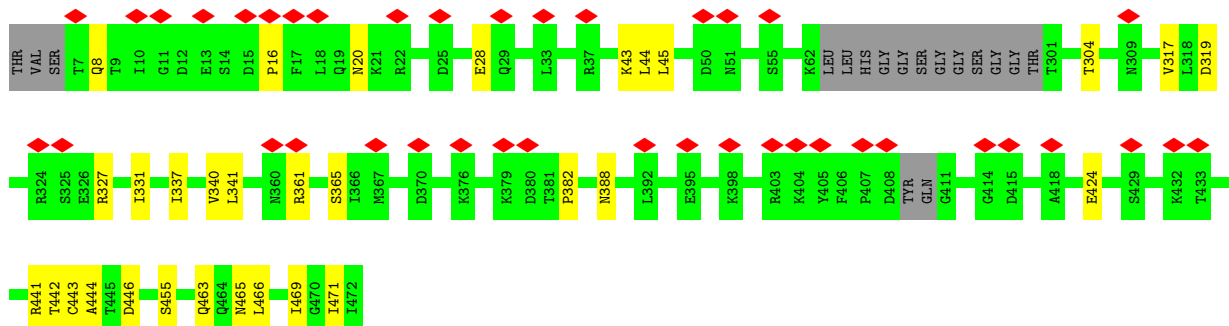 THR VAL SER T7 Q8 T9 I10 G11 D12 E13 S14 D15 P16 F17 L18 Q19 N20 K21 R22 D25 E28 Q29 L33 R37 K43 L44 L45 D50 N51 S55 K62 LEU LEU HIS GLY GLY SER GLY GLY SER GLY GLY THR T301 T304 N309 V317 L318 D319
R324 S325 E326 R327 I331 I337 V340 L341 N360 R361 S365 I366 M367 D370 K376 K379 D380 T381 P382 N388 L392 E395 K398 R403 K404 Y405 F406 P407 D408 TYR GLN G411 G414 D415 A418 E424 S429 K432 T433
R441 T442 C443 A444 T445 D446 S455 Q463 Q464 N465 L466 I469 G470 I471 I472